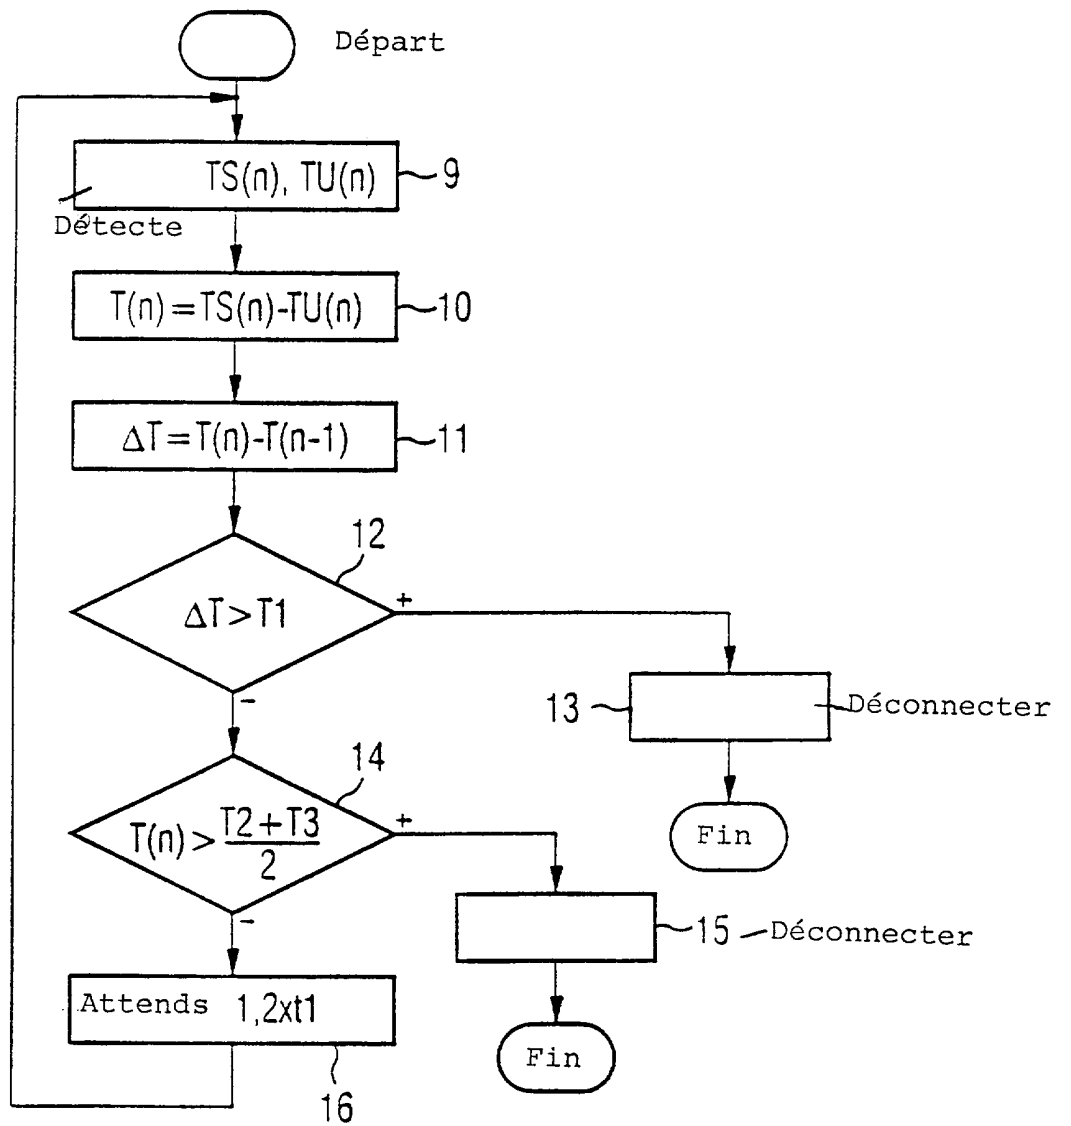 Départ
TS(n), TU(n)
9
Détecte
T(n)=TS(n)-TU(n)
10
ΔT=T(n)-T(n-1)
11
12
ΔT>T1
+
-
13
Déconnecter
14
T(n) > T2+T3
2
+
-
Fin
15
Déconnecter
Attends 1,2xt1
16
Fin